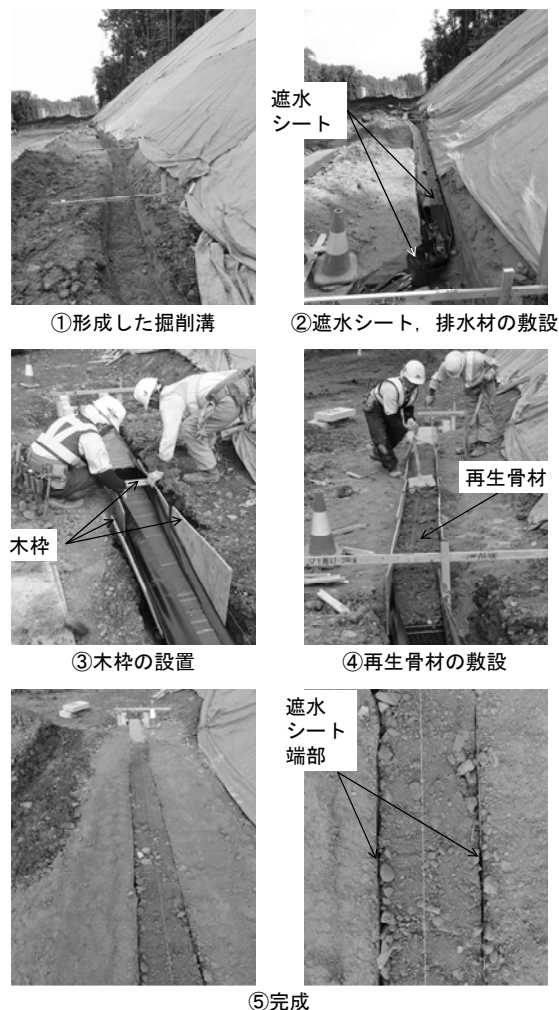 遮水
シート
①形成した掘削溝
②遮水シート，排水材の敷設
木枠
再生骨材
③木枠の設置
④再生骨材の敷設
遮水
シート
端部
⑤完成